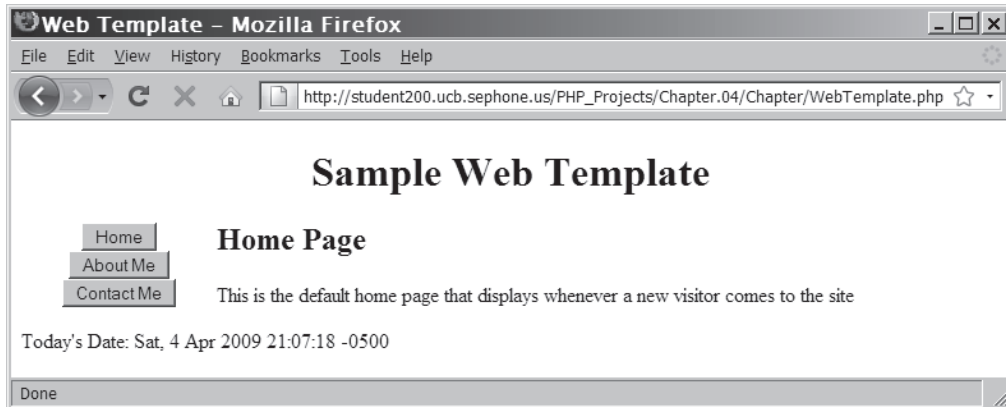 Web Template – Mozilla Firefox
File Edit View History Bookmarks Tools Help
http://student200.ucb.sephone.us/PHP_Projects/Chapter.04/Chapter/WebTemplate.php
Sample Web Template
Home
About Me
Contact Me
Home Page
This is the default home page that displays whenever a new visitor comes to the site
Today's Date: Sat, 4 Apr 2009 21:07:18 -0500
Done